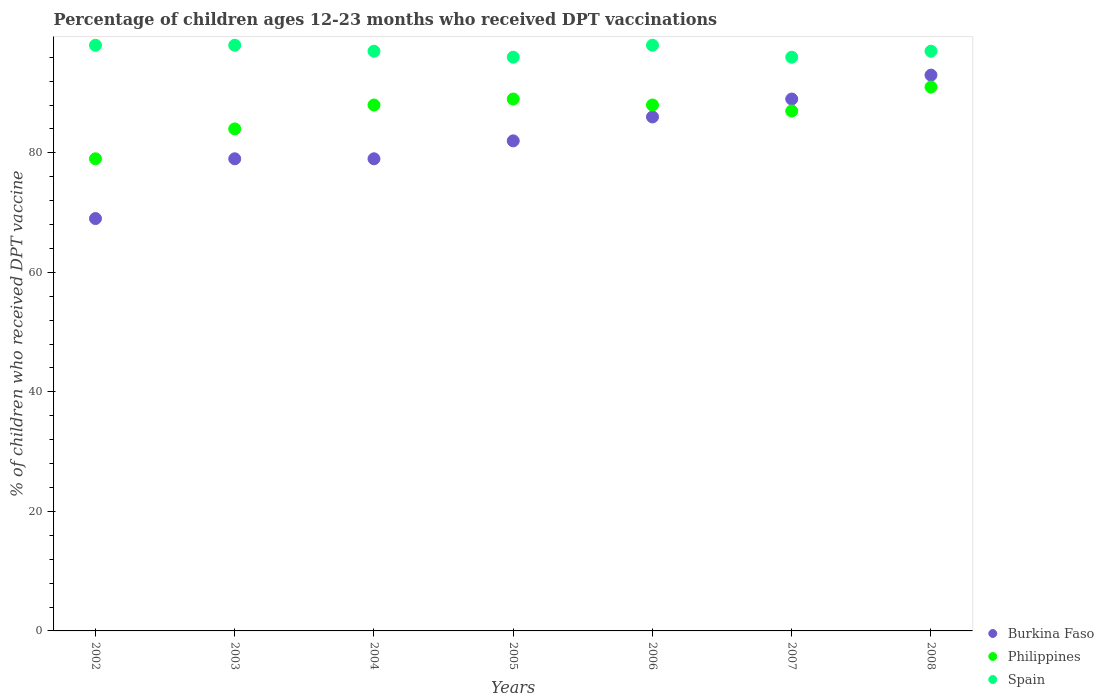 Percentage of children ages 12-23 months who received DPT vaccinations
% of children who received DPT vaccine
80
60
40
20
0
2002
2003
2004
2005
2006
2007
2008
Years
Burkina Faso
Philippines
Spain